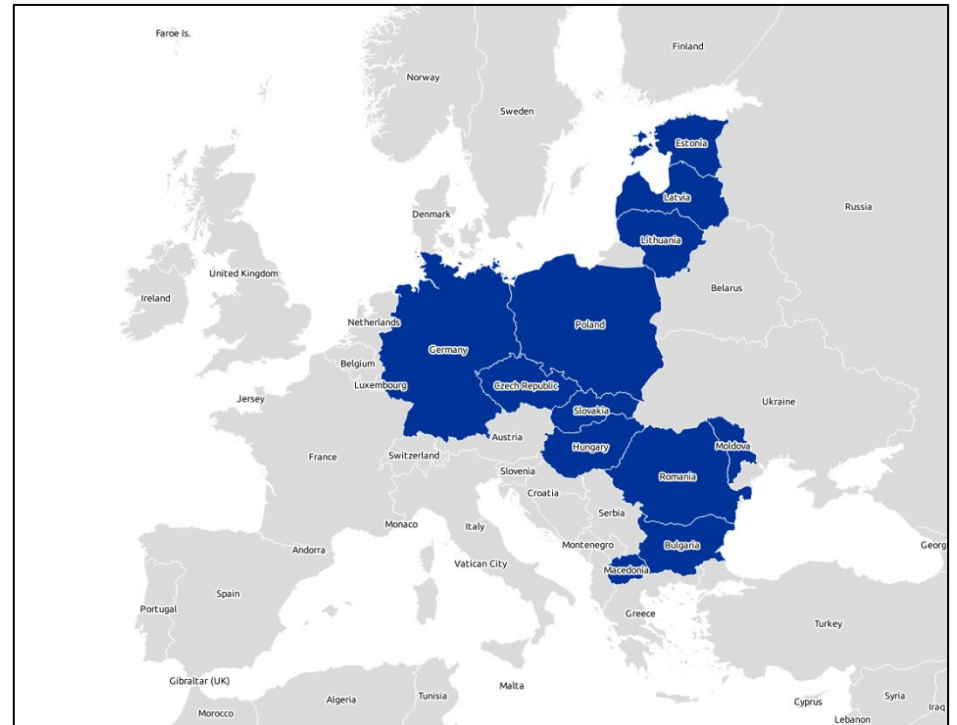 Faroe Is.
Finland
Norway
Sweden
Estonia
Latvia
Russia
Denmark
Lithuania
United Kingdom
Ireland
Belarus
Netherlands
Poland
Germany
Belgium
Luxembourg
Czech Republic
Jersey
Ukraine
Slovakia
Austria
Moldova
Hungary
France
Switzerland
Slovenia
Romania
Croatia
Serbia
Monaco
Italy
Andorra
Montenegro
Bulgaria
Georg
Vatican City
Macedonia
Spain
Portugal
Greece
Turkey
Gibraltar (UK)
Malta
Algeria
Tunisia
Cyprus
Syria
Iraq
Morocco
Lebanon